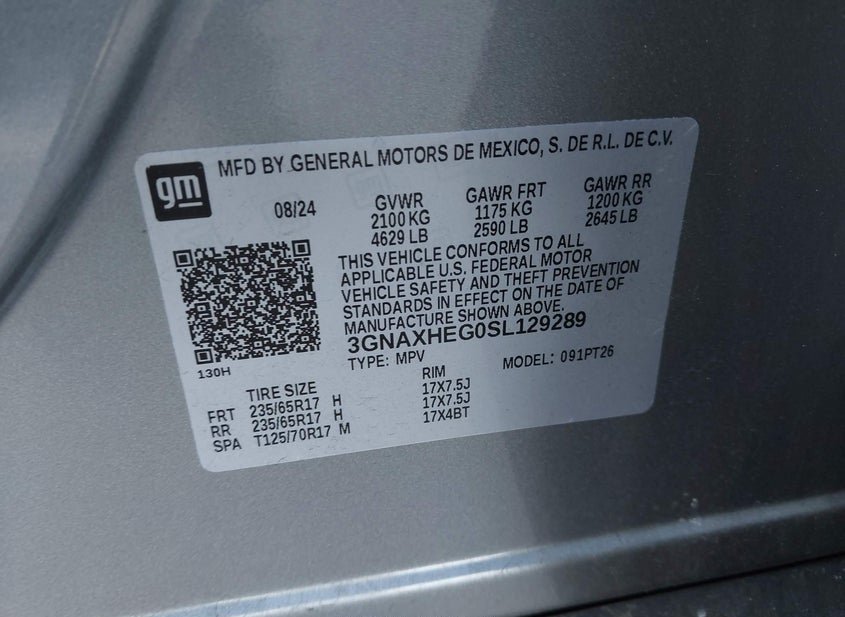 gm
MFD BY GENERAL MOTORS DE MEXICO, S. DE R.L. DE C.V.
08/24 GVWR GAWR FRT GAWR RR
2100 KG 1175 KG 1200 KG
4629 LB 2590 LB 2645 LB
THIS VEHICLE CONFORMS TO ALL
APPLICABLE U.S. FEDERAL MOTOR
VEHICLE SAFETY AND THEFT PREVENTION
STANDARDS IN EFFECT ON THE DATE OF
MANUFACTURE SHOWN ABOVE.
3GNAXHEG0SL129289
130H
TYPE: MPV MODEL: 091PT26
TIRE SIZE RIM
FRT 235/65R17 H 17X7.5J
RR 235/65R17 H 17X7.5J
SPA T125/70R17 M 17X4BT